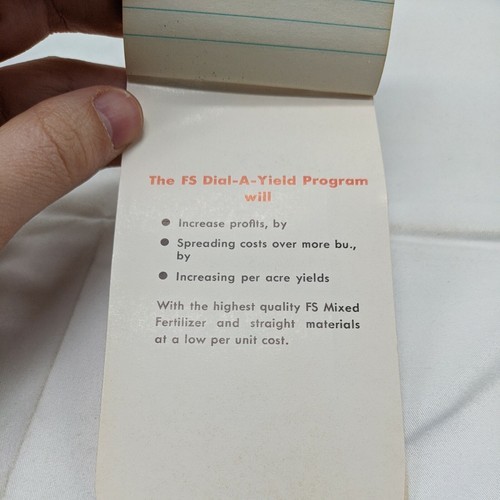 The FS Dial-A-Yield Program
will
● Increase profits, by
● Spreading costs over more bu.,
by
● Increasing per acre yields
With the highest quality FS Mixed
Fertilizer and straight materials
at a low per unit cost.